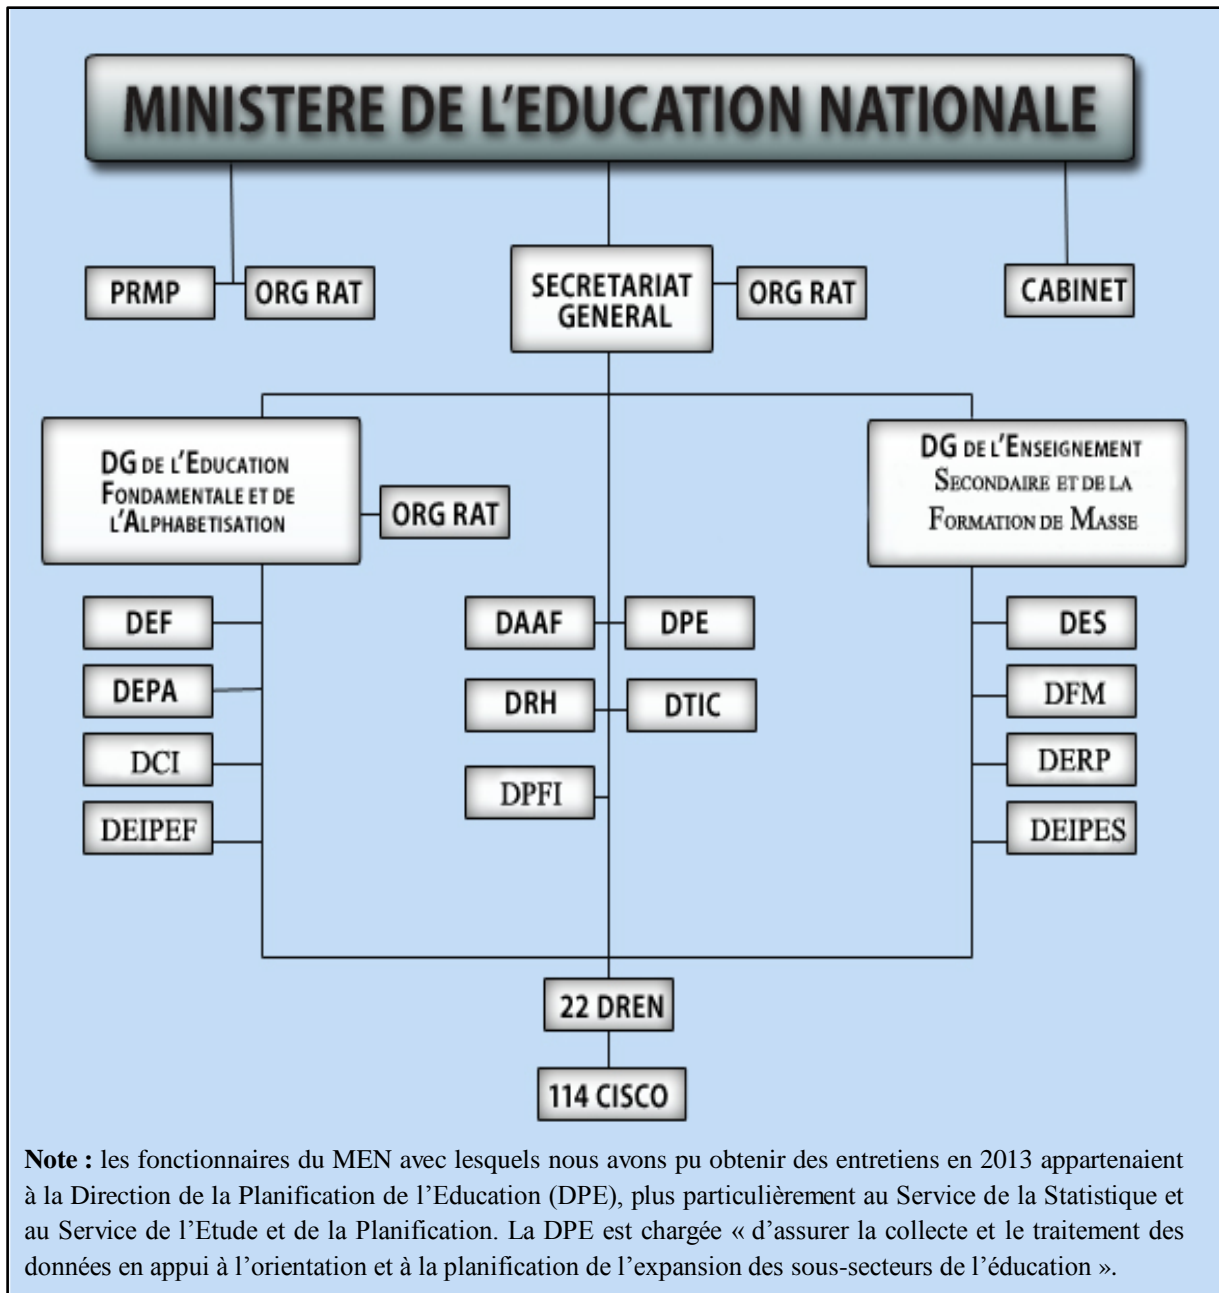 MINISTERE DE L'EDUCATION NATIONALE
PRMP
ORG RAT
SECRETARIAT
GENERAL
ORG RAT
CABINET
DG DE L'EDUCATION
FONDAMENTALE ET DE
L'ALPHABETISATION
ORG RAT
DG DE L'ENSEIGNEMENT
SECONDAIRE ET DE LA
FORMATION DE MASSE
DEF
DEPA
DCI
DEIPEF
DAAF
DPE
DRH
DTIC
DPFI
DES
DFM
DERP
DEIPES
22 DREN
114 CISCO
Note : les fonctionnaires du MEN avec lesquels nous avons pu obtenir des entretiens en 2013 appartenaient
à la Direction de la Planification de l'Education (DPE), plus particulièrement au Service de la Statistique et
au Service de l'Etude et de la Planification. La DPE est chargée « d'assurer la collecte et le traitement des
données en appui à l'orientation et à la planification de l'expansion des sous-secteurs de l'éducation ».